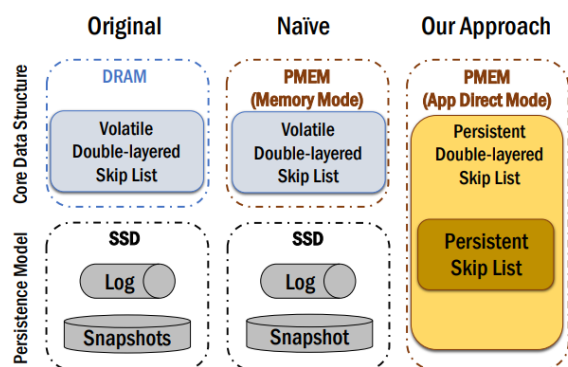 Original
Naïve
Our Approach
Core Data Structure
DRAM
Volatile
Double-layered
Skip List
PMEM
(Memory Mode)
Volatile
Double-layered
Skip List
PMEM
(App Direct Mode)
Persistent
Double-layered
Skip List
Persistent
Skip List
Persistence Model
SSD
Log
Snapshots
SSD
Log
Snapshot